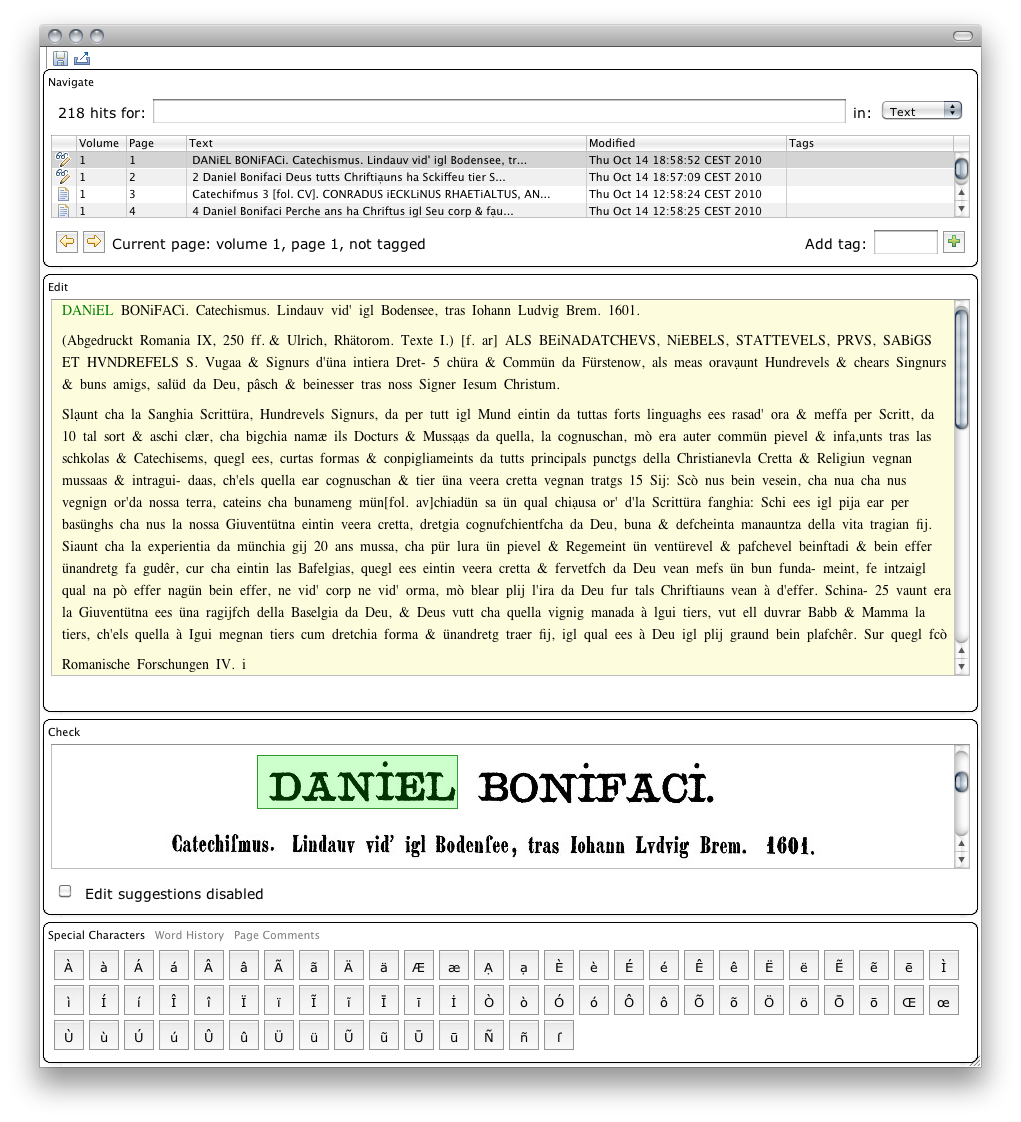 Navigate
218 hits for: in: Text
Volume Page Text Modified Tags
1 1 DANiEL BONiFACi. Catechismus. Lindauv vid' igl Bodensee, tr... Thu Oct 14 18:58:52 CEST 2010
1 2 2 Daniel Bonifaci Deus tutts Chriftiạuns ha Sckiffeu tier S... Thu Oct 14 18:57:09 CEST 2010
1 3 Catechifmus 3 [fol. CV]. CONRADUS iECKLiNUS RHAETiALTUS, AN... Thu Oct 14 12:58:24 CEST 2010
1 4 4 Daniel Bonifaci Perche ans ha Chriftus igl Seu corp & fạu... Thu Oct 14 12:58:25 CEST 2010
Current page: volume 1, page 1, not tagged Add tag:
Edit
DANiEL BONiFACi. Catechismus. Lindauv vid' igl Bodensee, tras Iohann Ludvig Brem. 1601.
(Abgedruckt Romania IX, 250 ff. & Ulrich, Rhätorom. Texte I.) [f. ar] ALS BEiNADATCHEVS, NiEBELS, STATTEVELS, PRVS, SABiGS
ET HVNDREFELS S. Vugaa & Signurs d'üna intiera Dret- 5 chüra & Commün da Fürstenow, als meas oravạunt Hundrevels & chears Singnurs
& buns amigs, salüd da Deu, pâsch & beinesser tras noss Signer Iesum Christum.
Slạunt cha la Sanghia Scrittüra, Hundrevels Signurs, da per tutt igl Mund eintin da tuttas forts linguaghs ees rasad' ora & meffa per Scritt, da
10 tal sort & aschi clær, cha bigchia namæ ils Docturs & Mussạas da quella, la cognuschan, mò era auter commün pievel & infa,unts tras las
schkolas & Catechisems, quegl ees, curtas formas & conpigliameints da tutts principals punctgs della Christianevla Cretta & Religiun vegnan
mussaas & intragui- daas, ch'els quella ear cognuschan & tier üna veera cretta vegnan tratgs 15 Sij: Scò nus bein vesein, cha nua cha nus
vegnign or'da nossa terra, cateins cha bunameng mün[fol. av]chiadün sa ün qual chiạusa or' d'la Scrittüra fanghia: Schi ees igl pija ear per
basünghs cha nus la nossa Giuventütna eintin veera cretta, dretgia cognufchientfcha da Deu, buna & defcheinta manauntza della vita tragian fij.
Siaunt cha la experientia da münchia gij 20 ans mussa, cha pür lura ün pievel & Regemeint ün ventürevel & pafchevel beinftadi & bein effer
ünandretg fa gudêr, cur cha eintin las Bafelgias, quegl ees eintin veera cretta & fervetfch da Deu vean mefs ün bun funda- meint, fe intzaigl
qual na pò effer nagün bein effer, ne vid' corp ne vid' orma, mò blear plij l'ira da Deu fur tals Chriftiauns vean à d'effer. Schina- 25 vaunt era
la Giuventütna ees üna ragijfch della Baselgia da Deu, & Deus vutt cha quella vignig manada à lgui tiers, vut ell duvrar Babb & Mamma la
tiers, ch'els quella à Igui megnan tiers cum dretchia forma & ünandretg traer fij, igl qual ees à Deu igl plij graund bein plafchêr. Sur quegl fcò
Romanische Forschungen IV. i
Check
DANİEL BONİFACİ.
Catechiſmus. Lindauv vid' igl Bodenſee, tras Iohann Lvdvig Brem. 1601.
Edit suggestions disabled
Special Characters Word History Page Comments
À à Á á Â â Ã ã Ä ä Æ æ Ạ ạ È è É é Ê ê Ë ë Ẽ ẽ ē Ì
ì Í í Î î Ï ï Ĩ ĩ Ī ī İ Ò ò Ó ó Ô ô Õ õ Ö ö Ō ō Œ œ
Ù ù Ú ú Û û Ü ü Ũ ũ Ū ū Ñ ñ ſ